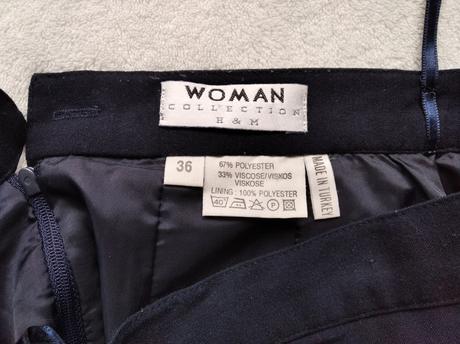 WOMAN
COLLECTION
H & M
36
67% POLYESTER
33% VISCOSE/VISKOS
VISKOSE
LINING : 100% POLYESTER
40 P
MADE IN TURKEY